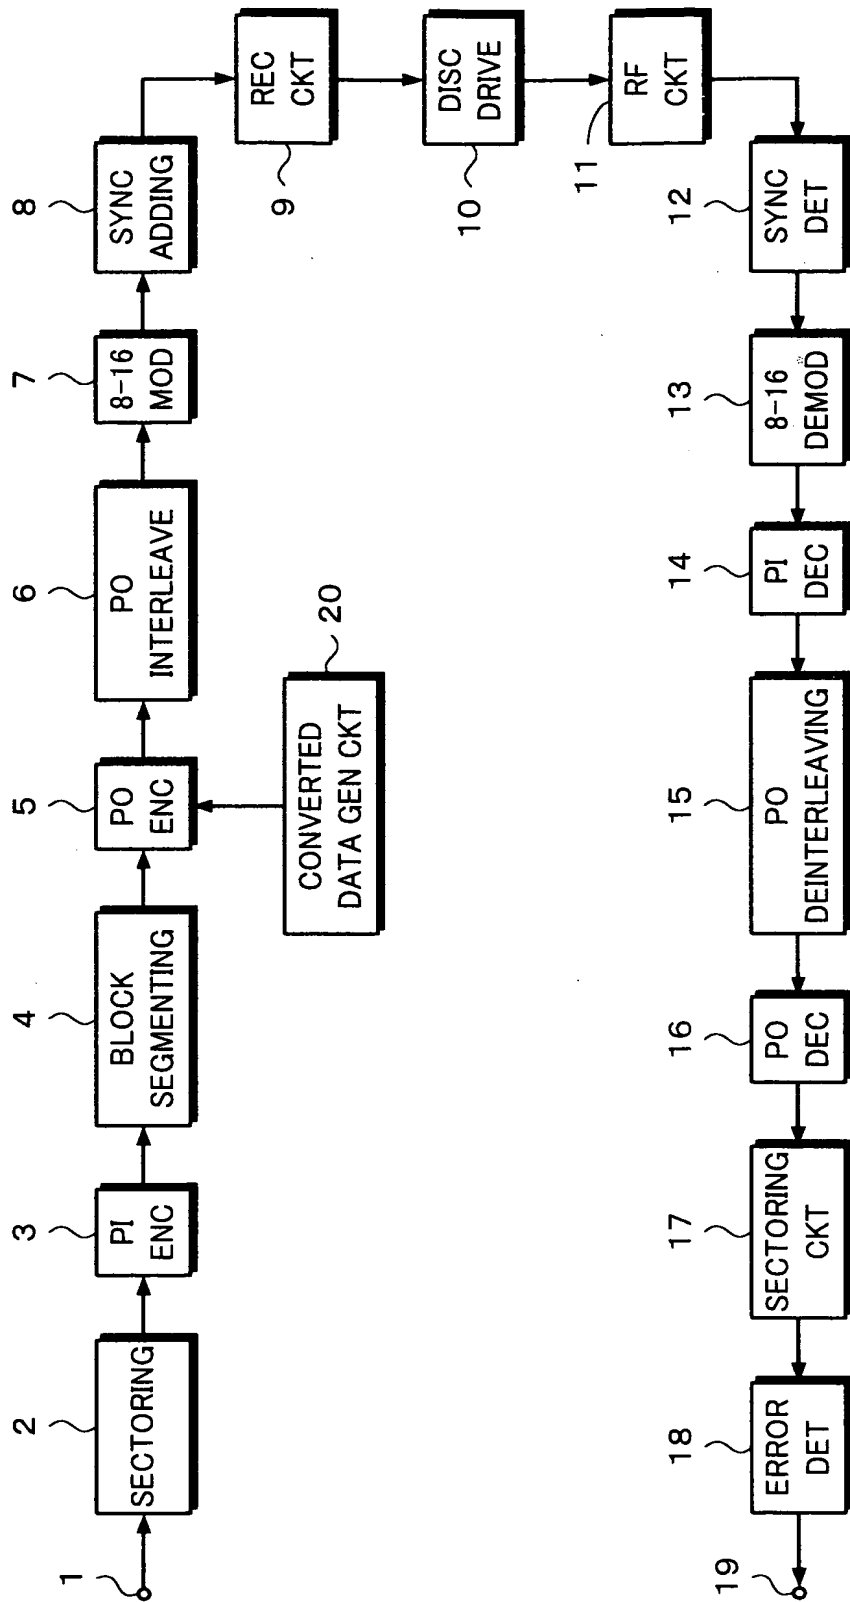 1
2
SECTORING
3
PI
ENC
4
BLOCK
SEGMENTING
5
PO
ENC
6
PO
INTERLEAVE
7
8-16
MOD
8
SYNC
ADDING
20
CONVERTED
DATA GEN CKT
REC
CKT
9
DISC
DRIVE
10
RF
CKT
11
12
SYNC
DET
13
8-16
DEMOD
14
PI
DEC
15
PO
DEINTERLEAVING
16
PO
DEC
17
SECTORING
CKT
18
ERROR
DET
19